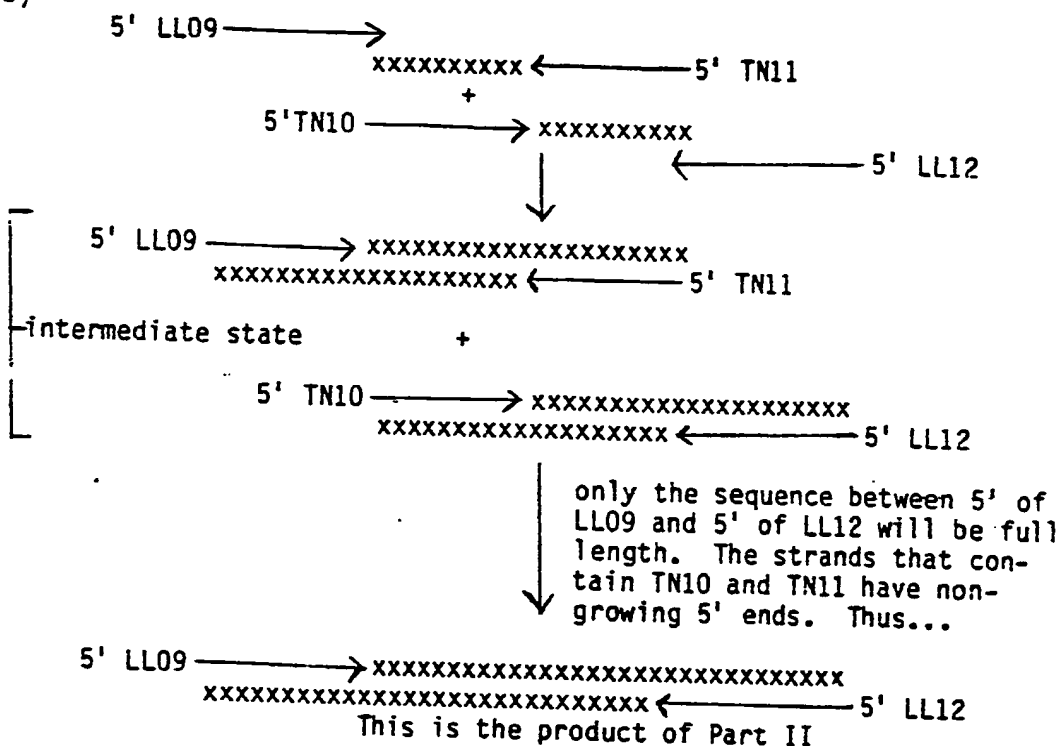 5' LL09
xxxxxxxxxx 5' TN11
+
5'TN10 xxxxxxxxxx
5' LL12
5' LL09 xxxxxxxxxxxxxxxxxxxxx
xxxxxxxxxxxxxxxxxxxx 5' TN11
intermediate state +
5' TN10 xxxxxxxxxxxxxxxxxxxxx
xxxxxxxxxxxxxxxxxxx 5' LL12
only the sequence between 5' of
LL09 and 5' of LL12 will be full
length. The strands that con-
tain TN10 and TN11 have non-
growing 5' ends. Thus...
5' LL09 xxxxxxxxxxxxxxxxxxxxxxxxxxxxxxx
xxxxxxxxxxxxxxxxxxxxxxxxxxxxx 5' LL12
This is the product of Part II